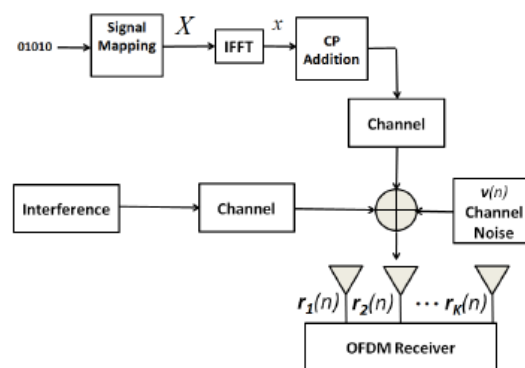 01010
Signal
Mapping
X
IFFT
x
CP
Addition
Channel
Interference
Channel
v(n)
Channel
Noise
r1(n) r2(n) ··· rK(n)
OFDM Receiver